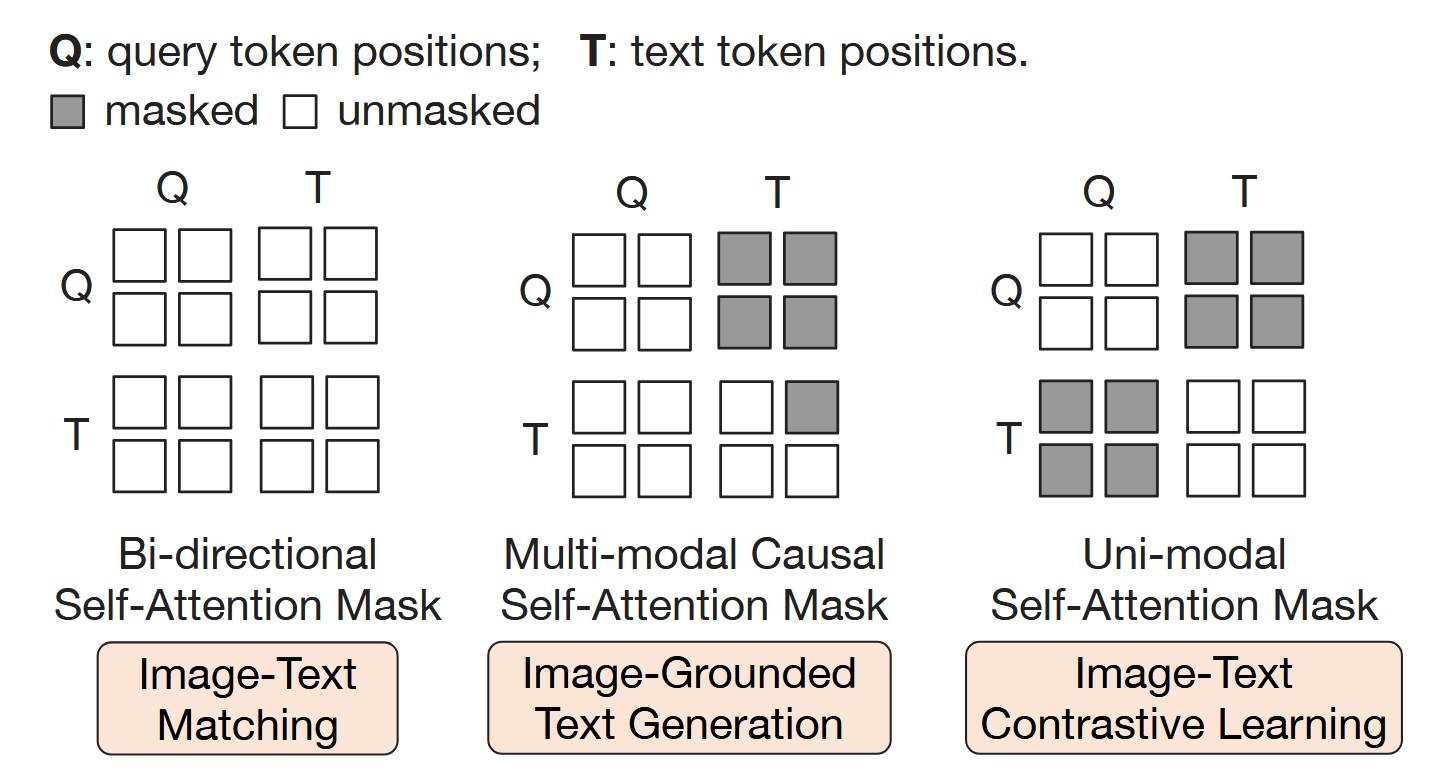 Q: query token positions; T: text token positions.
masked unmasked
Q T
Q
T
Bi-directional
Self-Attention Mask
Image-Text
Matching
Q T
Q
T
Multi-modal Causal
Self-Attention Mask
Image-Grounded
Text Generation
Q T
Q
T
Uni-modal
Self-Attention Mask
Image-Text
Contrastive Learning